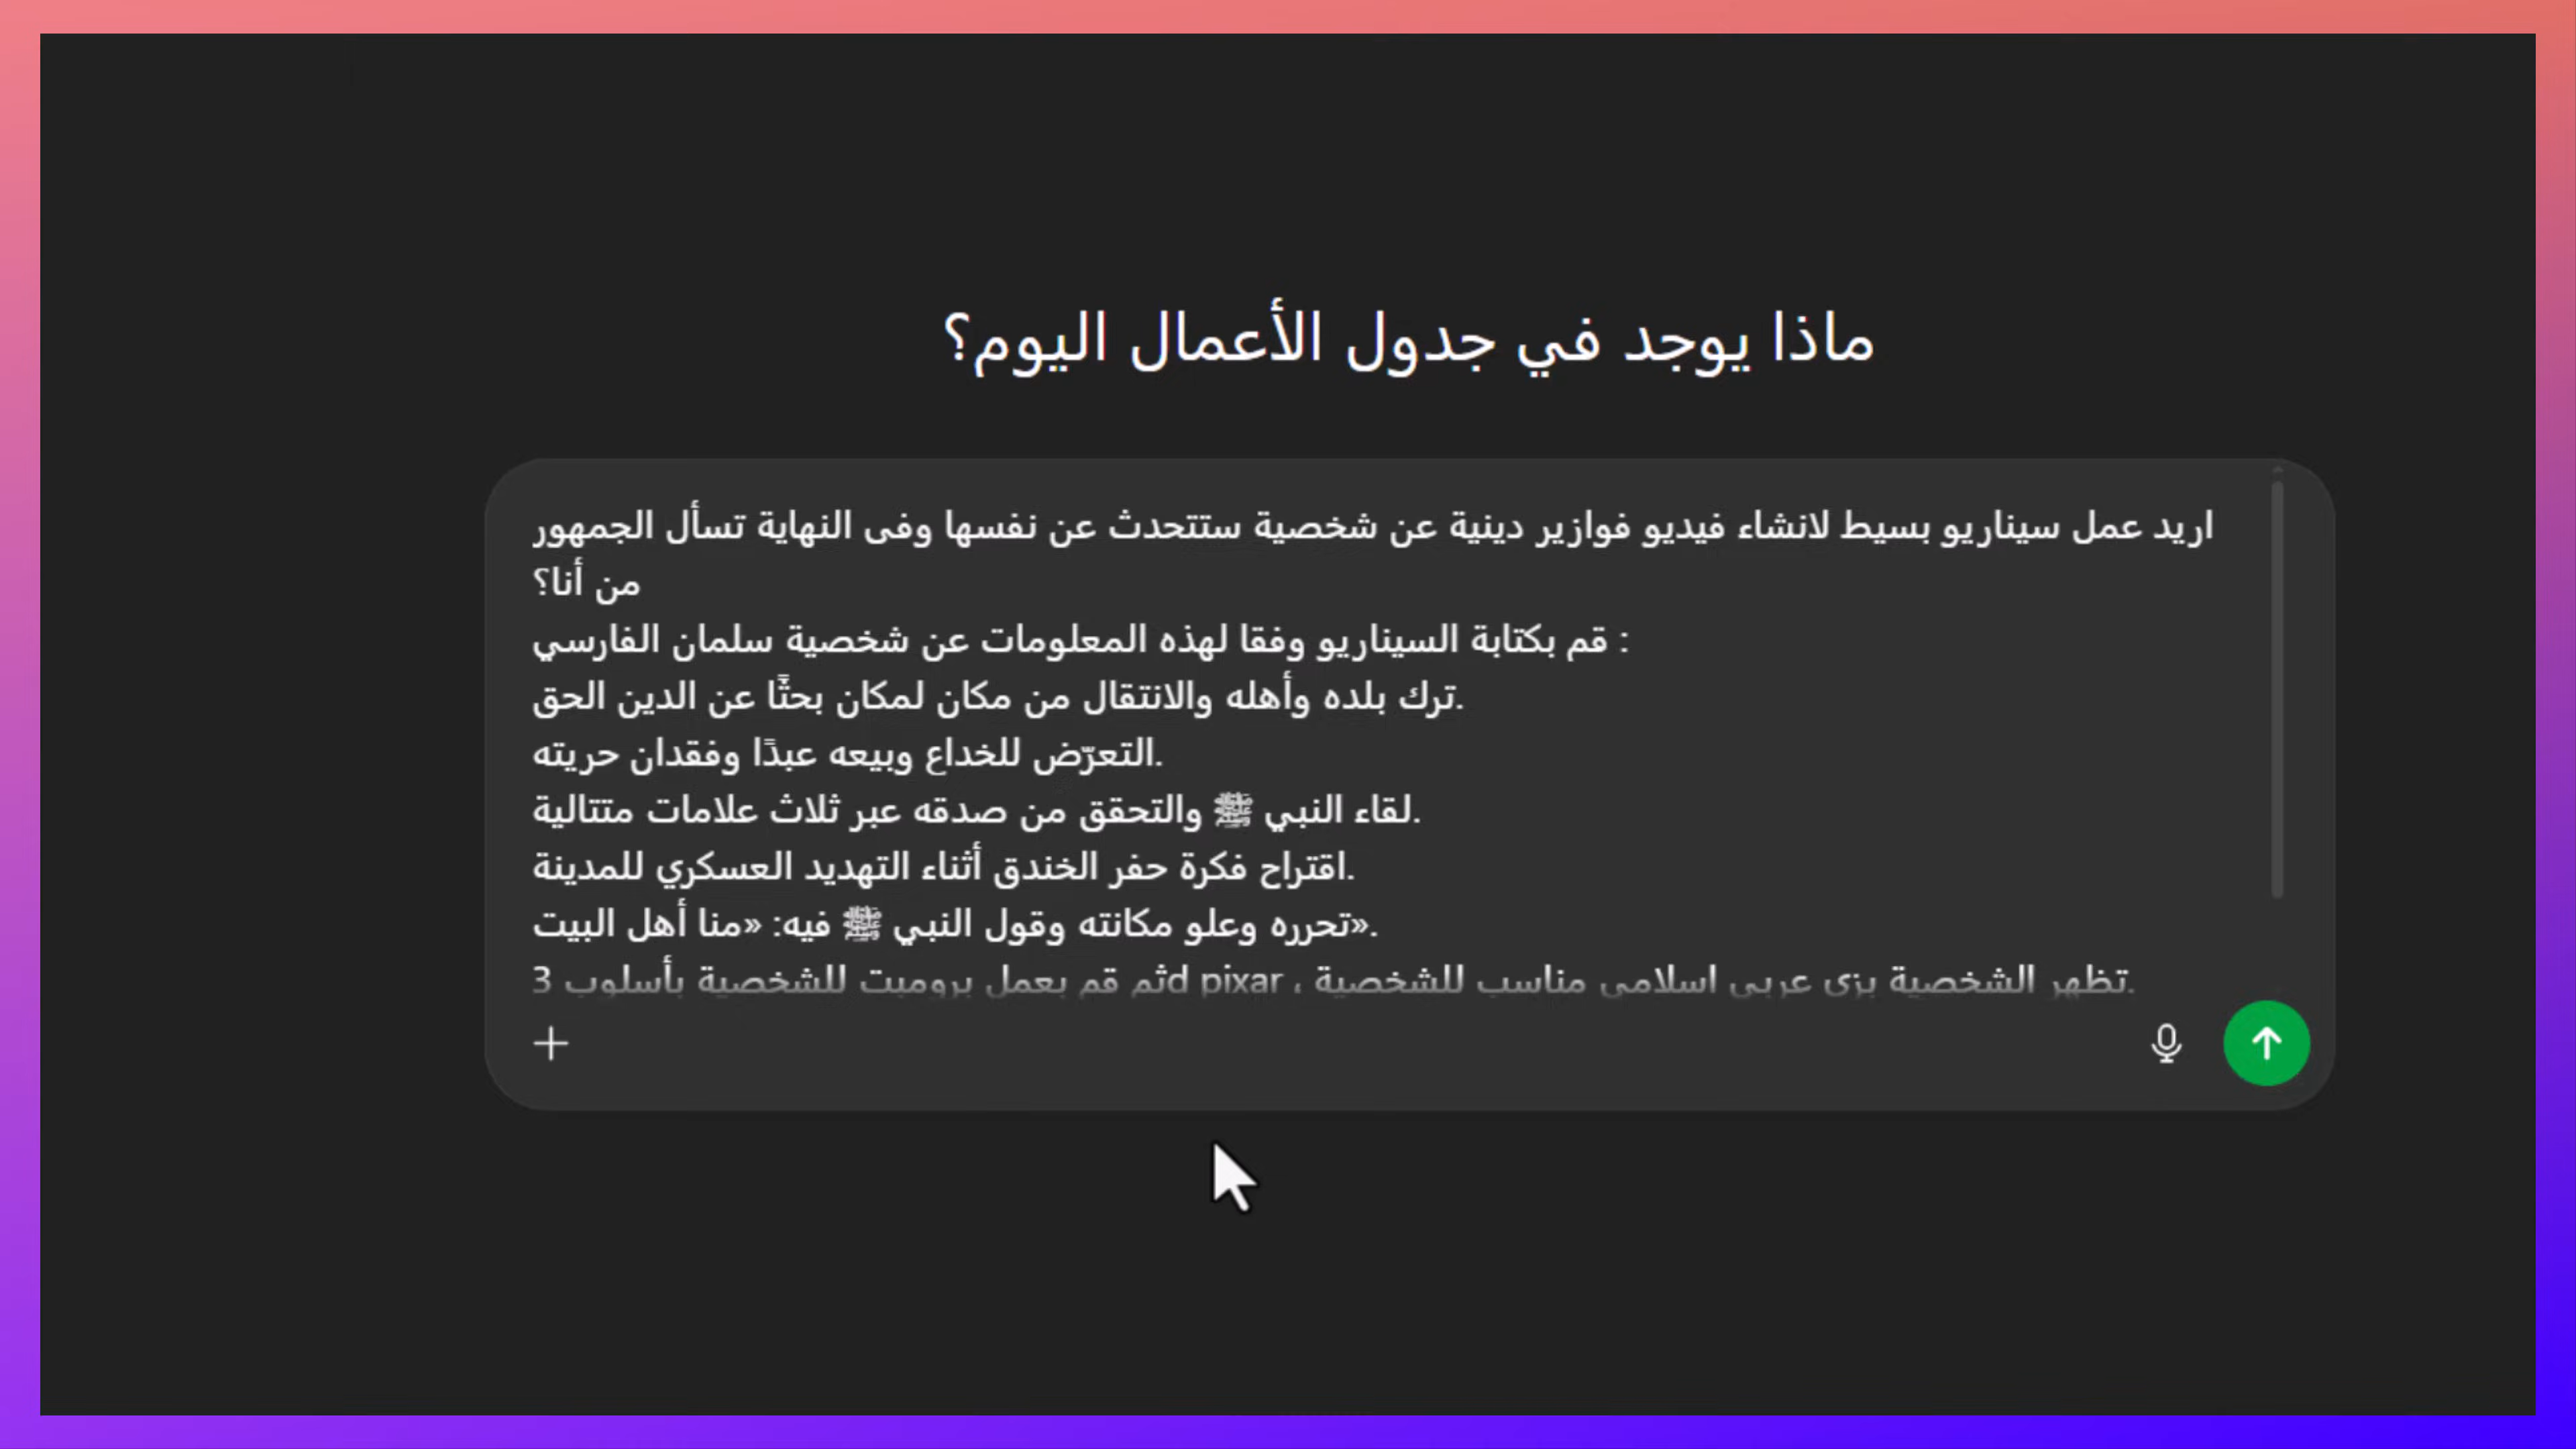 ماذا يوجد في جدول الأعمال اليوم؟
اريد عمل سيناريو بسيط لانشاء فيديو فوازير دينية عن شخصية ستتحدث عن نفسها وفى النهاية تسأل الجمهور
من أنا؟
قم بكتابة السيناريو وفقا لهذه المعلومات عن شخصية سلمان الفارسي :
ترك بلده وأهله والانتقال من مكان لمكان بحثًا عن الدين الحق.
التعرّض للخداع وبيعه عبدًا وفقدان حريته.
لقاء النبي ﷺ والتحقق من صدقه عبر ثلاث علامات متتالية.
اقتراح فكرة حفر الخندق أثناء التهديد العسكري للمدينة.
تحرره وعلو مكانته وقول النبي ﷺ فيه: «منا أهل البيت».
ثم قم بعمل برومبت للشخصية بأسلوب 3d pixar ، تظهر الشخصية بزى عربى اسلامى مناسب للشخصية.